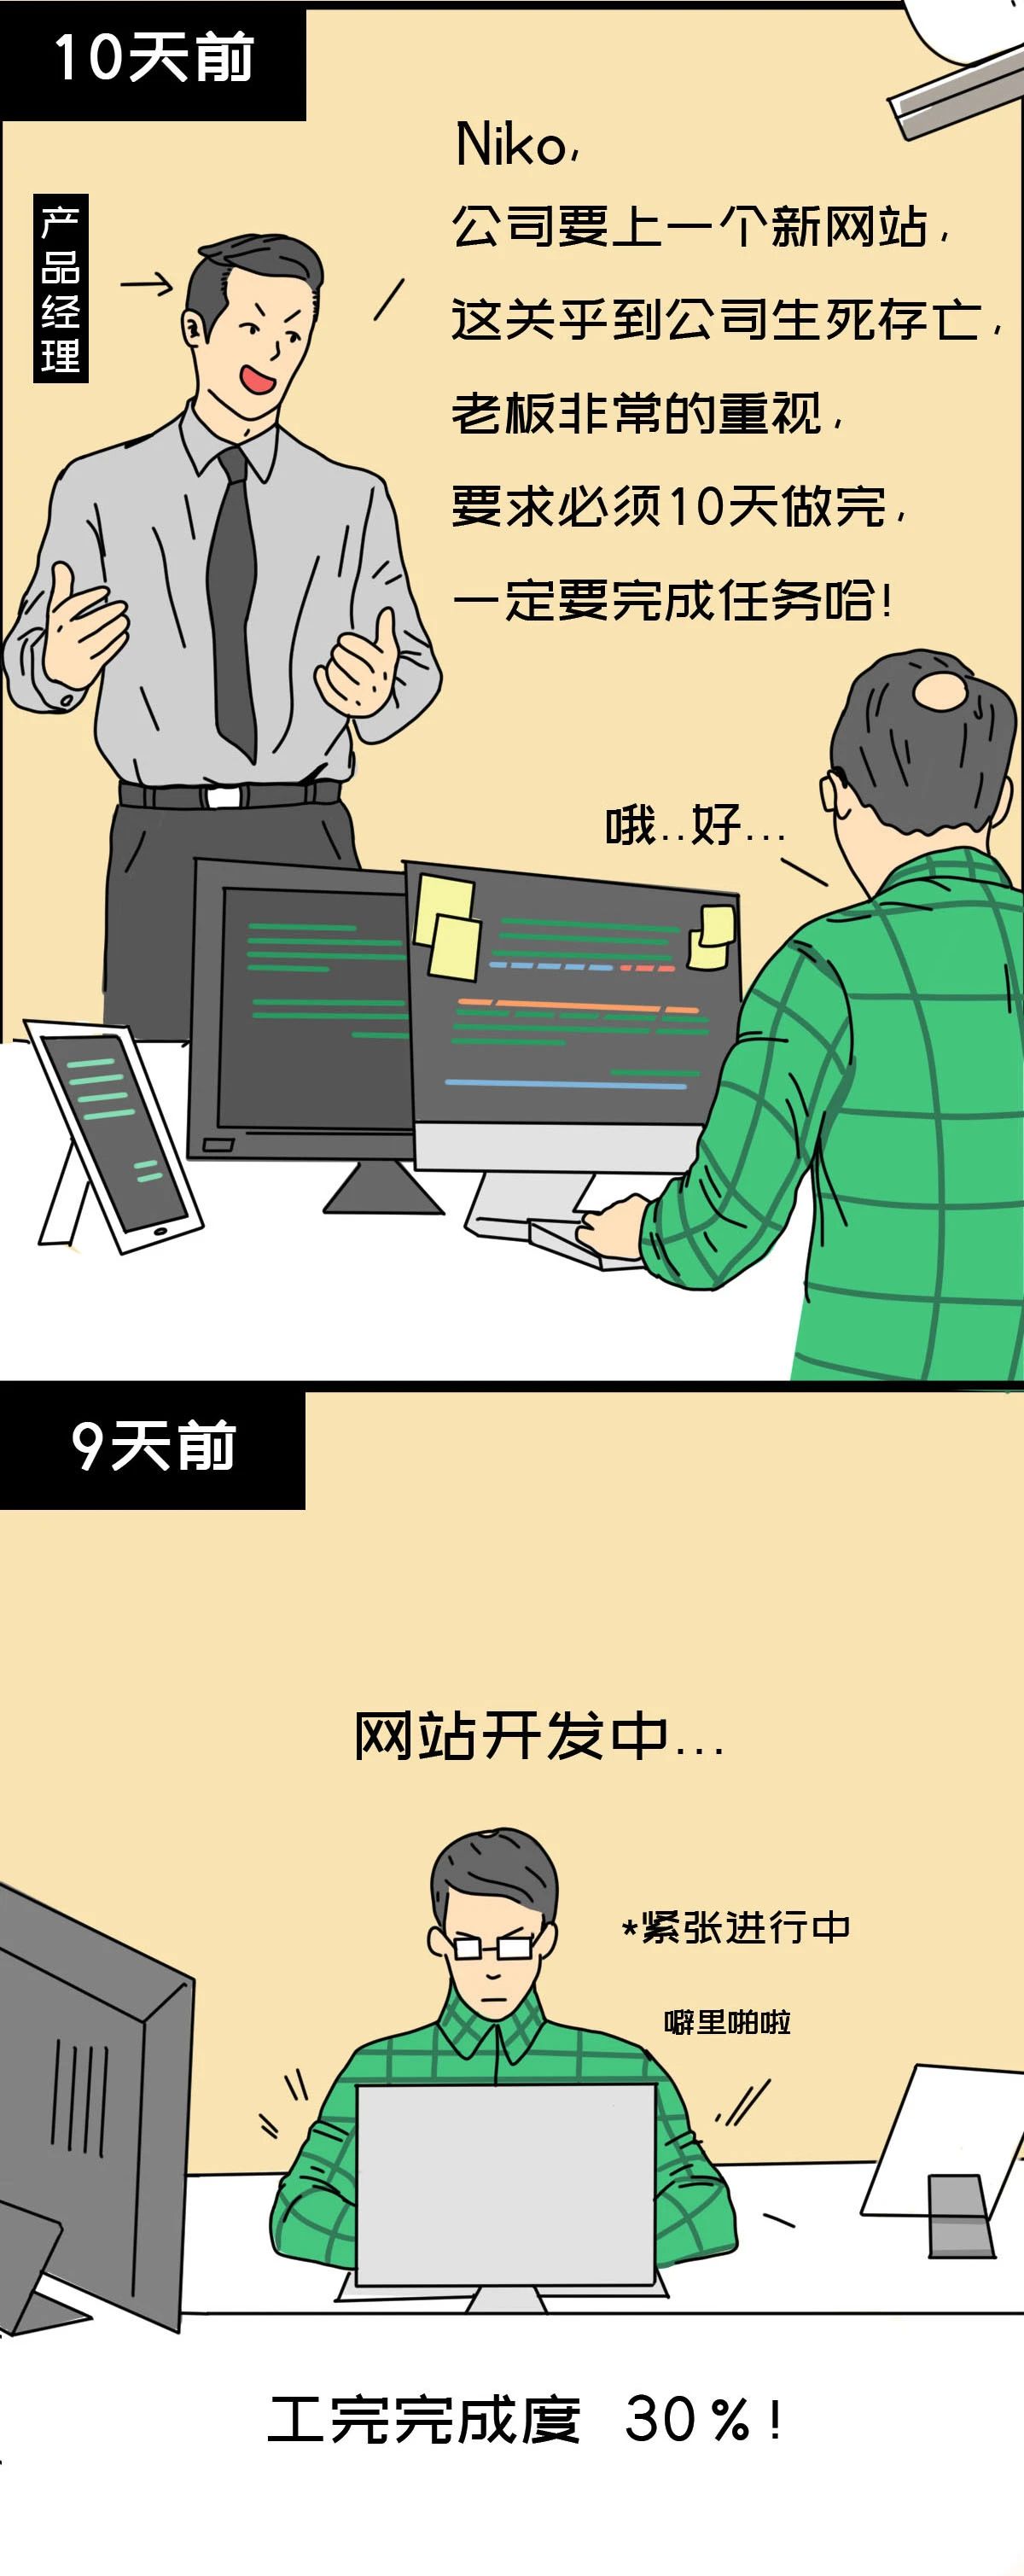 10天前
产品经理
Niko,
公司要上一个新网站,
这关乎到公司生死存亡,
老板非常的重视,
要求必须10天做完,
一定要完成任务哈!
哦..好...
9天前
网站开发中...
*紧张进行中
噼里啪啦
工完完成度 30%!